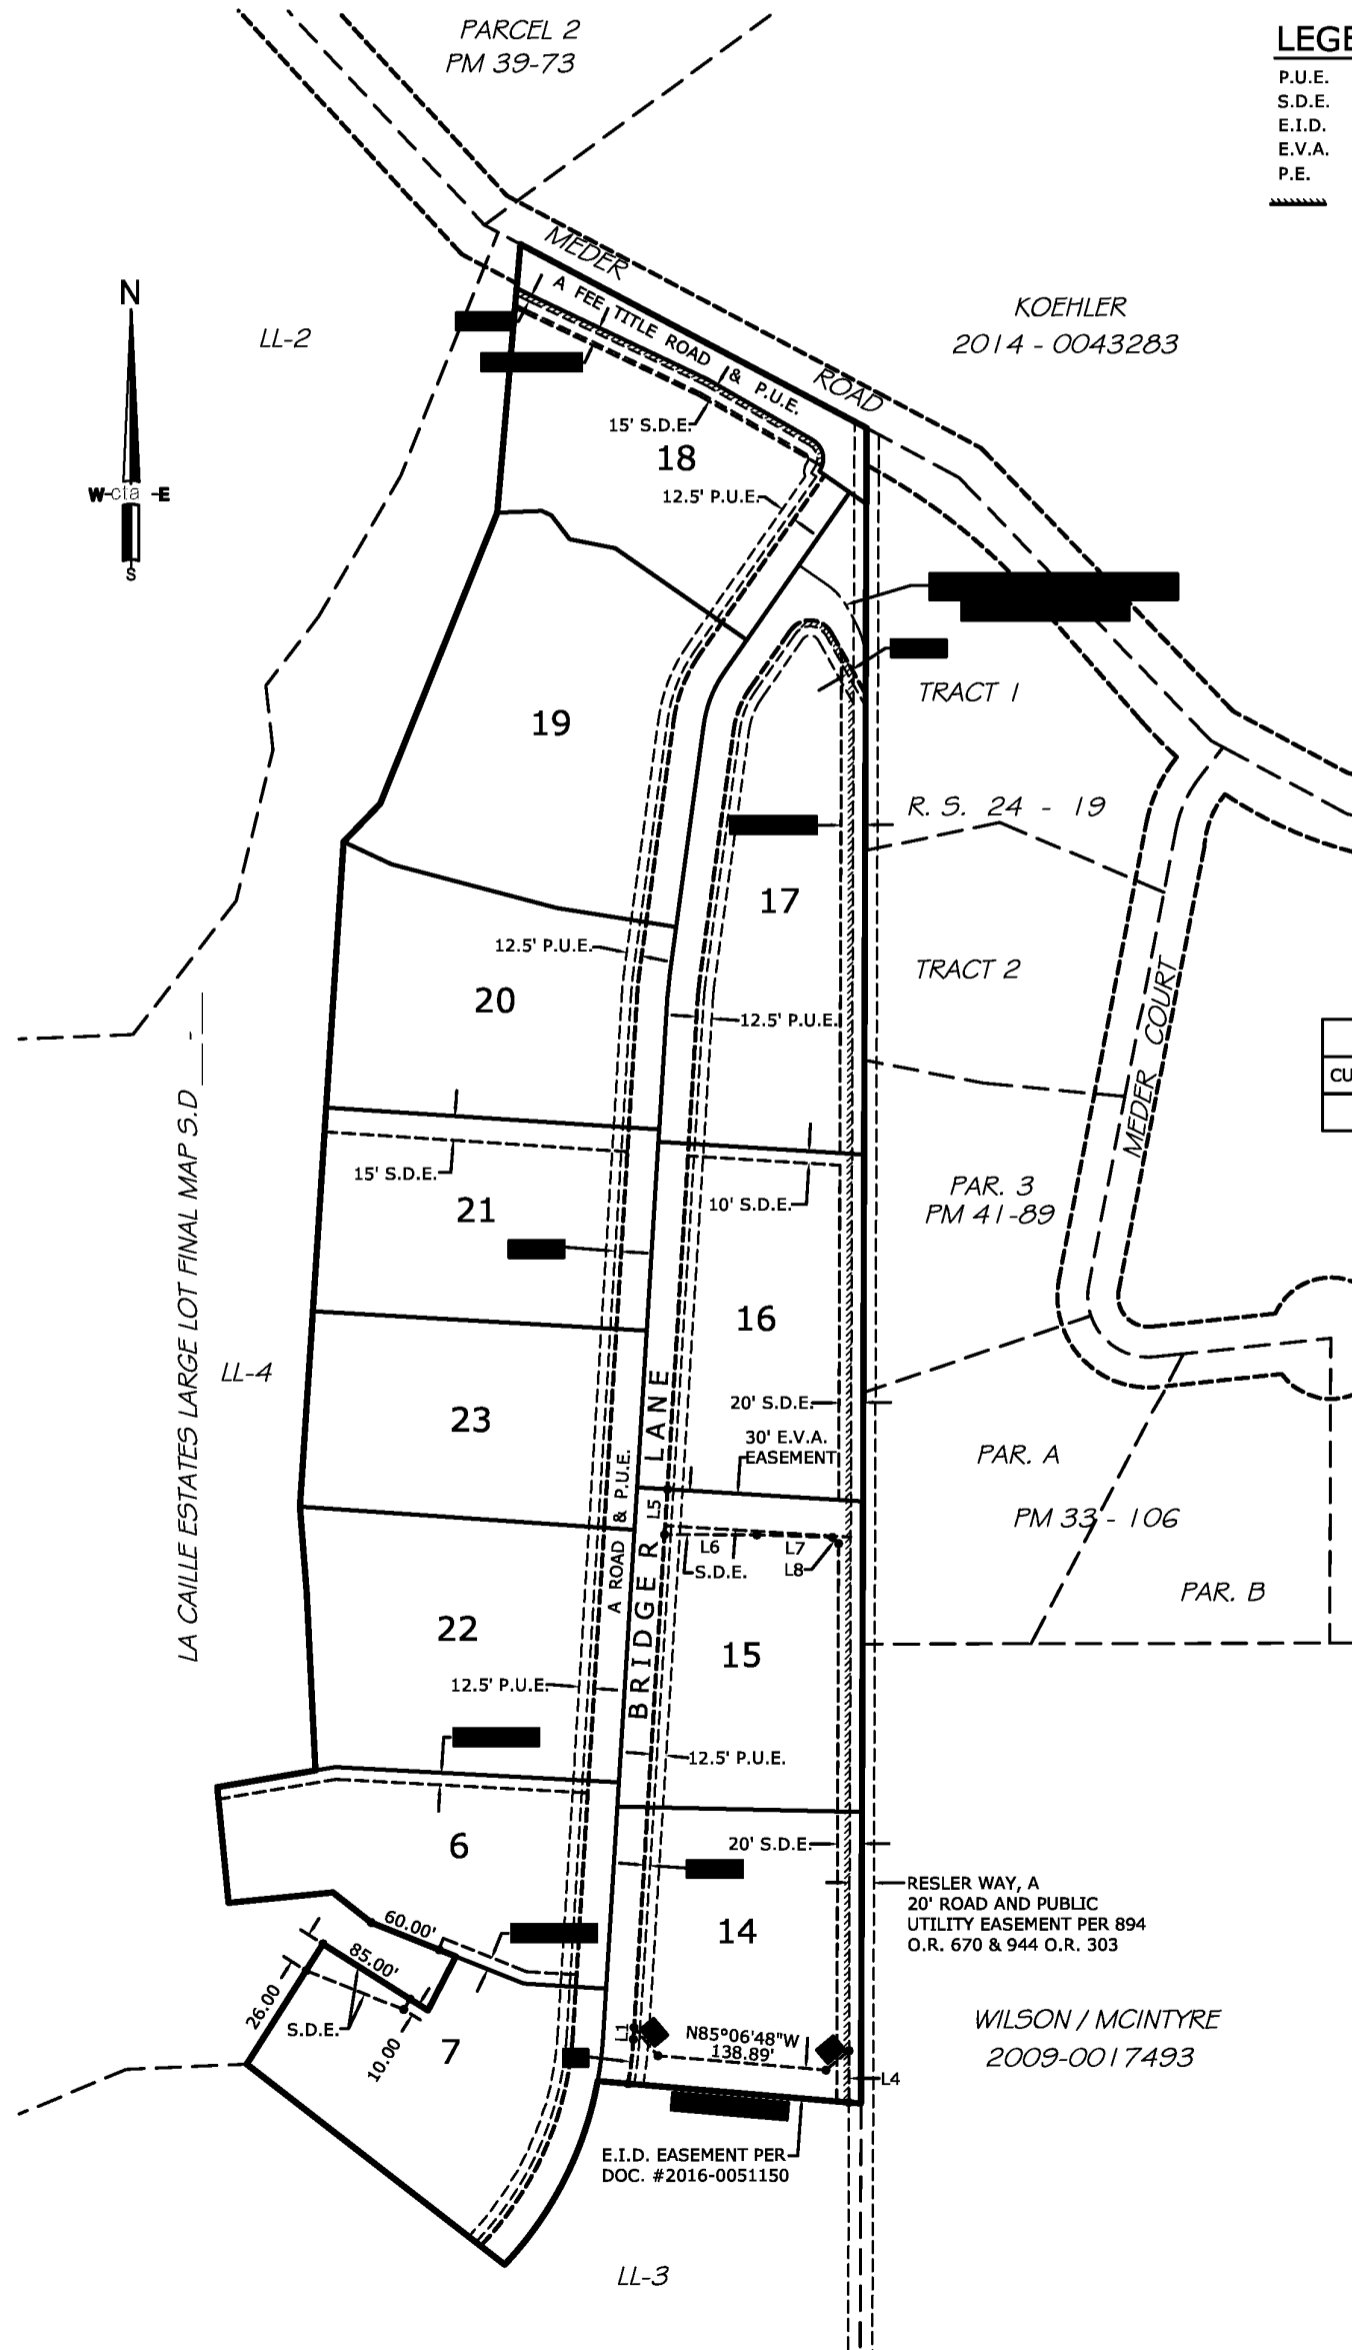 PARCEL 2
PM 39-73
LEGE
P.U.E.
S.D.E.
E.I.D.
E.V.A.
P.E.
MEDER
ROAD
A FEE TITLE ROAD & P.U.E.
N
W cta E
S
LL-2
KOEHLER
2014 - 0043283
15' S.D.E.
18
12.5' P.U.E.
TRACT 1
19
R. S. 24 - 19
17
12.5' P.U.E.
20
TRACT 2
12.5' P.U.E.
MEDER COURT
CU
LA CAILLE ESTATES LARGE LOT FINAL MAP S.D ___-___
15' S.D.E.
21
10' S.D.E.
PAR. 3
PM 41-89
16
LL-4
23
20' S.D.E.
30' E.V.A.
EASEMENT
PAR. A
PM 33 - 106
PAR. B
A ROAD & P.U.E.
BRIDGER LANE
L5
L6
L7
S.D.E.
L8
22
15
12.5' P.U.E.
12.5' P.U.E.
6
20' S.D.E.
RESLER WAY, A
20' ROAD AND PUBLIC
UTILITY EASEMENT PER 894
O.R. 670 & 944 O.R. 303
60.00'
85.00'
14
26.00
S.D.E.
10.00
7
L1
N85°06'48"W
138.89'
L4
WILSON / MCINTYRE
2009-0017493
E.I.D. EASEMENT PER
DOC. #2016-0051150
LL-3